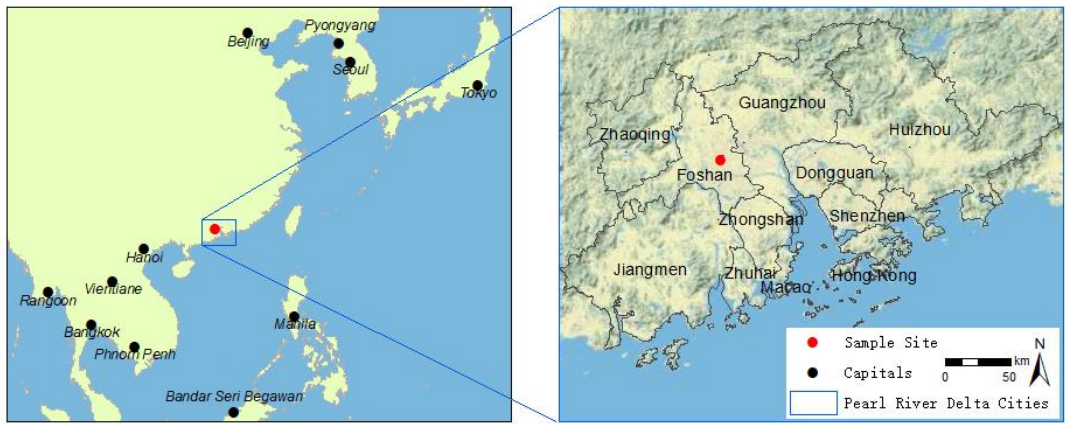 Pyongyang
Beijing
Seoul
Tokyo
Hanoi
Vientiane
Rangoon
Bangkok
Manila
Phnom Penh
Bandar Seri Begawan
Guangzhou
Zhaoqing
Huizhou
Foshan
Dongguan
Zhongshan
Shenzhen
Jiangmen
Zhuhai
Hong Kong
Macao
Sample Site
N
km
Capitals
0 50
Pearl River Delta Cities